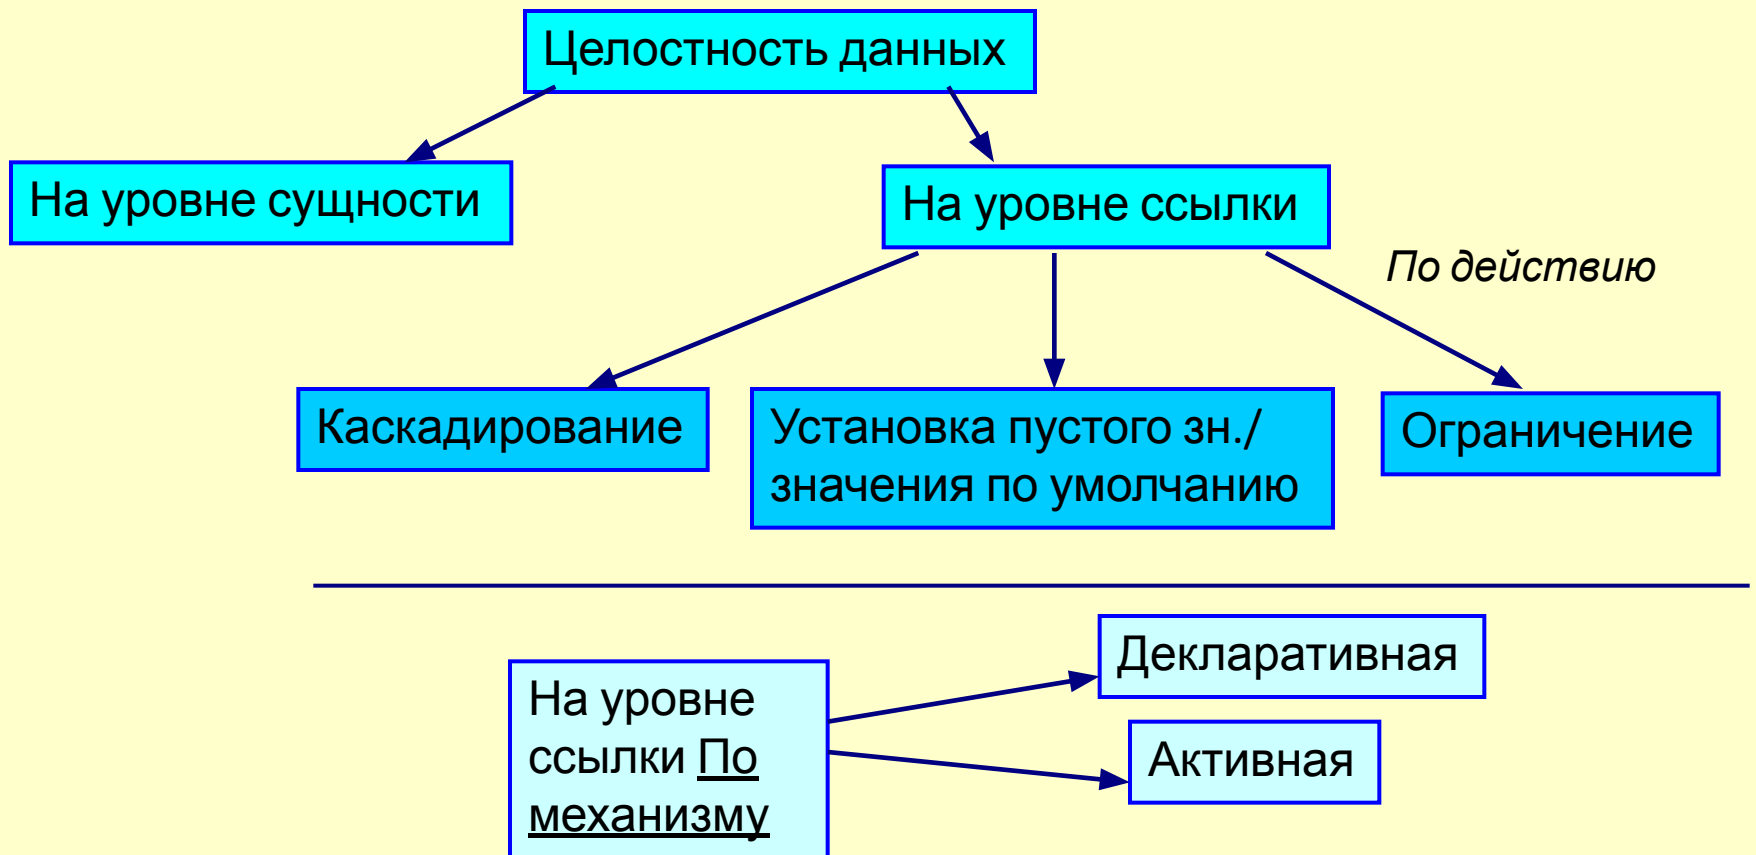 Целостность данных
На уровне сущности
На уровне ссылки
По действию
Каскадирование
Установка пустого зн./
значения по умолчанию
Ограничение
На уровне
ссылки По
механизму
Декларативная
Активная